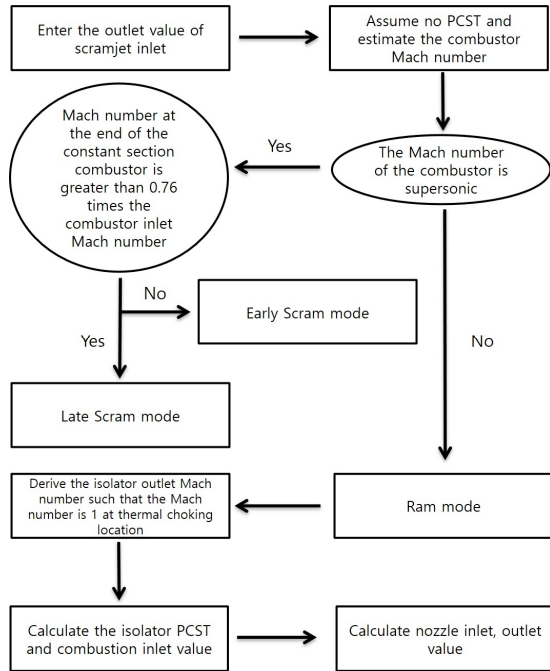 Enter the outlet value of
scramjet inlet
Assume no PCST and
estimate the combustor
Mach number
Mach number at
the end of the
constant section
combustor is
greater than 0.76
times the
combustor inlet
Mach number
Yes
The Mach number
of the combustor is
supersonic
No
Early Scram mode
Yes
No
Late Scram mode
Derive the isolator outlet Mach
number such that the Mach
number is 1 at thermal choking
location
Ram mode
Calculate the isolator PCST
and combustion inlet value
Calculate nozzle inlet, outlet
value